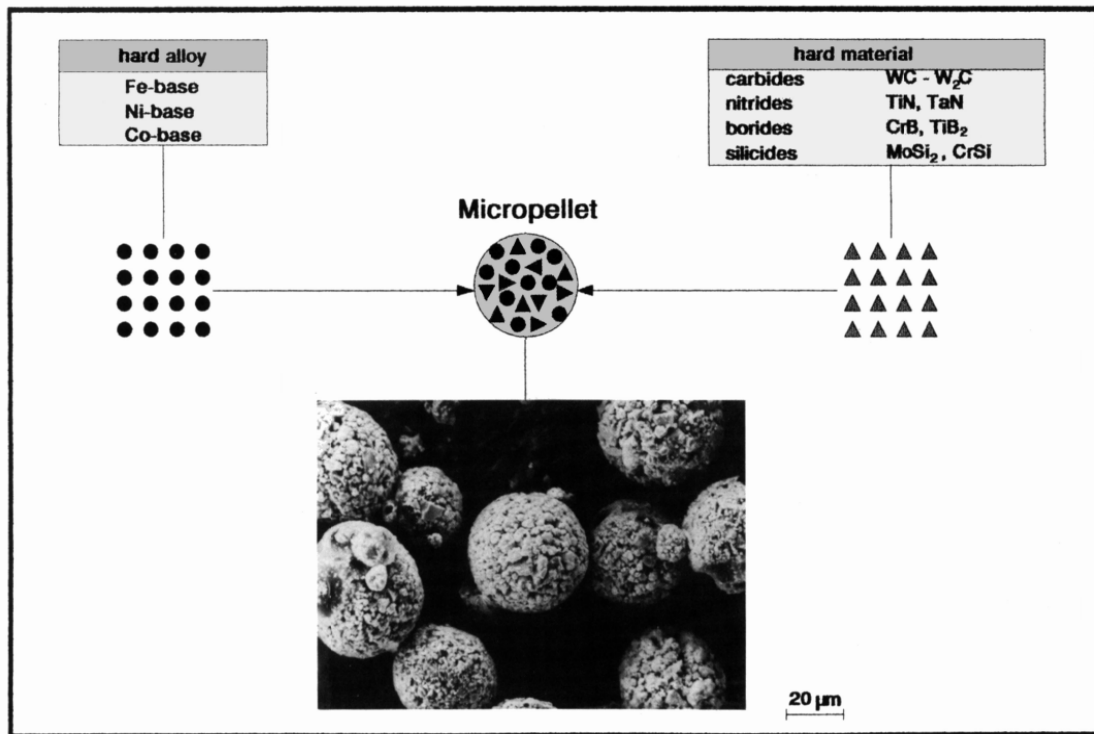 hard alloy
Fe-base
Ni-base
Co-base
hard material
carbides WC - W₂C
nitrides TiN, TaN
borides CrB, TiB₂
silicides MoSi₂, CrSi
Micropellet
20 µm